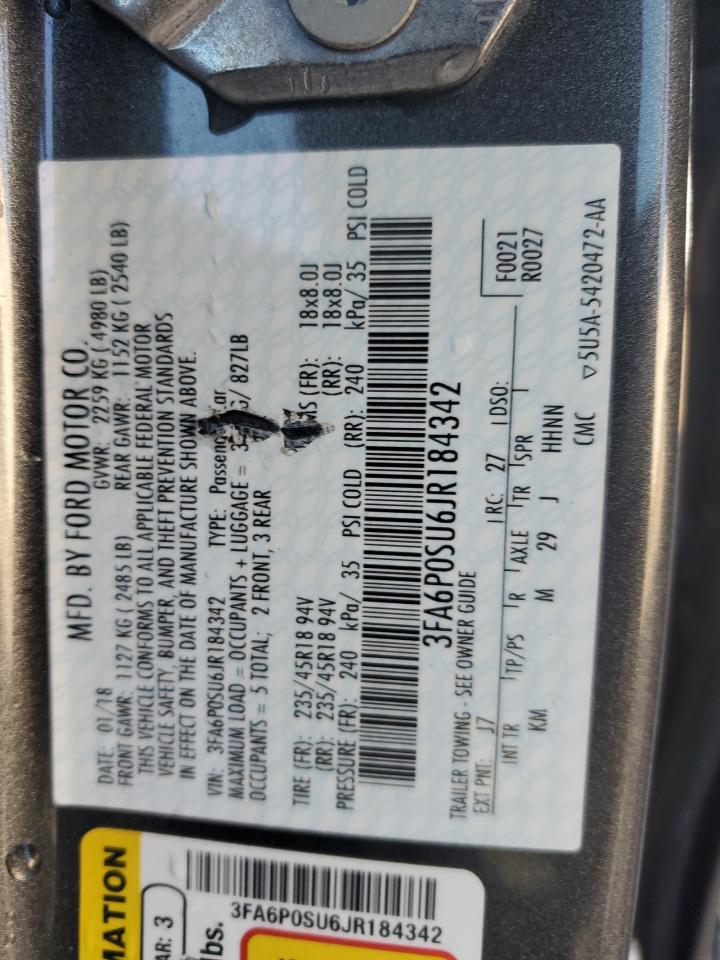 MFD. BY FORD MOTOR CO.
DATE: 01/18 GVWR: 2259 KG ( 4980 LB)
FRONT GAWR: 1127 KG ( 2485 LB) REAR GAWR: 1152 KG ( 2540 LB)
THIS VEHICLE CONFORMS TO ALL APPLICABLE FEDERAL MOTOR
VEHICLE SAFETY, BUMPER, AND THEFT PREVENTION STANDARDS
IN EFFECT ON THE DATE OF MANUFACTURE SHOWN ABOVE.
VIN: 3FA6P0SU6JR184342 TYPE: Passen ar
MAXIMUM LOAD = OCCUPANTS + LUGGAGE = 3 G/ 827LB
OCCUPANTS = 5 TOTAL; 2 FRONT, 3 REAR
TIRE (FR): 235/45R18 94V S (FR): 18x8.0J
(RR): 235/45R18 94V (RR): 18x8.0J
PRESSURE (FR): 240 kPa/ 35 PSI COLD (RR): 240 kPa/ 35 PSI COLD
3FA6P0SU6JR184342
TRAILER TOWING - SEE OWNER GUIDE
EXT PNT: J7 RC: 27 DSO: F0021
INT TR TP/PS R AXLE TR SPR R0027
KM M 29 J HHNN
CMC ▽5U5A-5420472-AA
MATION
AR: 3
lbs.
3FA6P0SU6JR184342